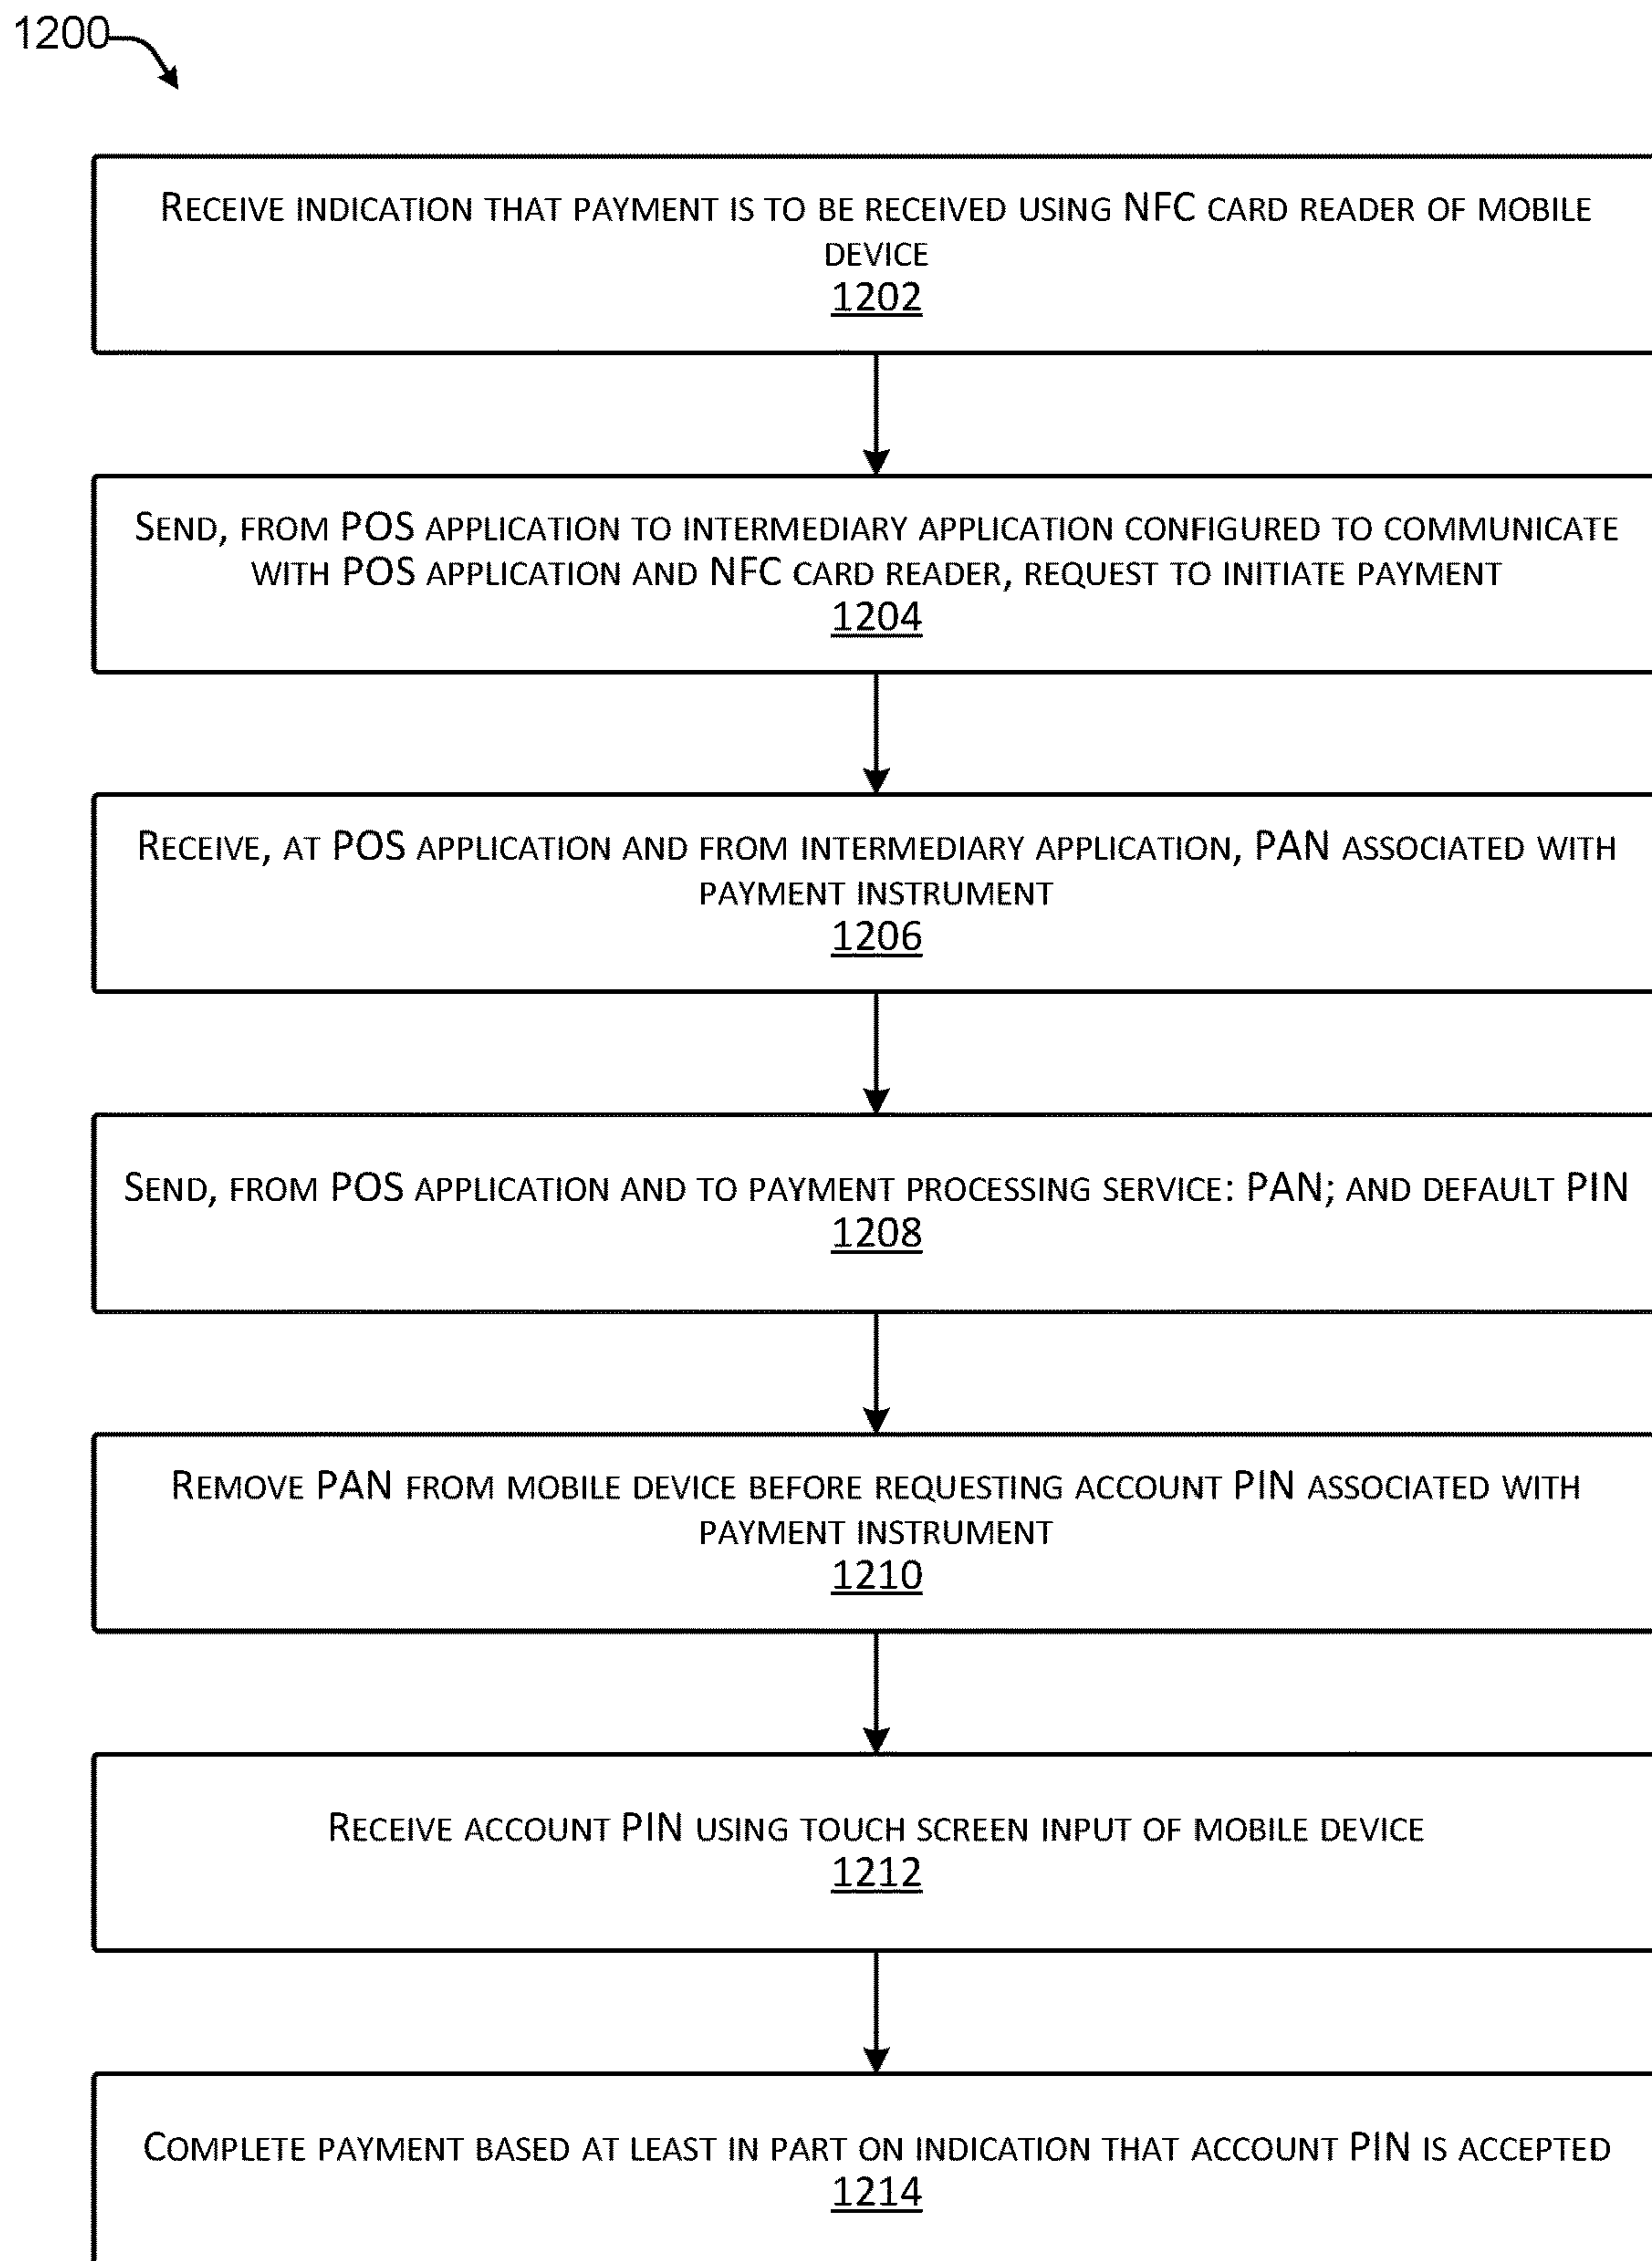 1200
RECEIVE INDICATION THAT PAYMENT IS TO BE RECEIVED USING NFC CARD READER OF MOBILE
DEVICE
1202
SEND, FROM POS APPLICATION TO INTERMEDIARY APPLICATION CONFIGURED TO COMMUNICATE
WITH POS APPLICATION AND NFC CARD READER, REQUEST TO INITIATE PAYMENT
1204
RECEIVE, AT POS APPLICATION AND FROM INTERMEDIARY APPLICATION, PAN ASSOCIATED WITH
PAYMENT INSTRUMENT
1206
SEND, FROM POS APPLICATION AND TO PAYMENT PROCESSING SERVICE: PAN; AND DEFAULT PIN
1208
REMOVE PAN FROM MOBILE DEVICE BEFORE REQUESTING ACCOUNT PIN ASSOCIATED WITH
PAYMENT INSTRUMENT
1210
RECEIVE ACCOUNT PIN USING TOUCH SCREEN INPUT OF MOBILE DEVICE
1212
COMPLETE PAYMENT BASED AT LEAST IN PART ON INDICATION THAT ACCOUNT PIN IS ACCEPTED
1214